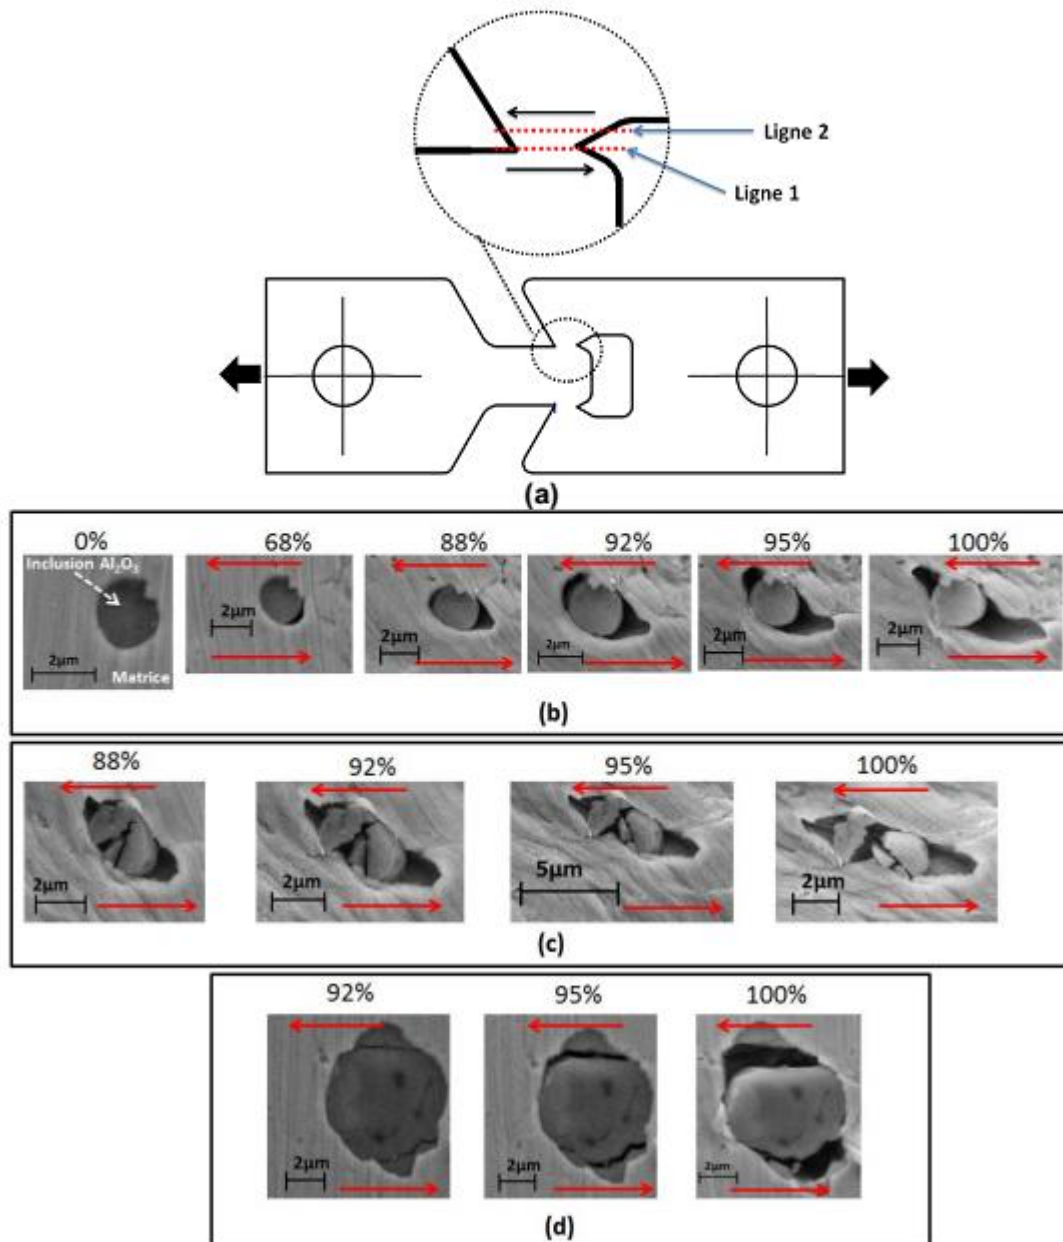 Ligne 2
Ligne 1
(a)
0%
68%
88%
92%
95%
100%
Inclusion Al₂O₃
2µm
Matrice
2µm
2µm
2µm
2µm
2µm
(b)
88%
92%
95%
100%
2µm
2µm
5µm
2µm
(c)
92%
95%
100%
2µm
2µm
2µm
(d)